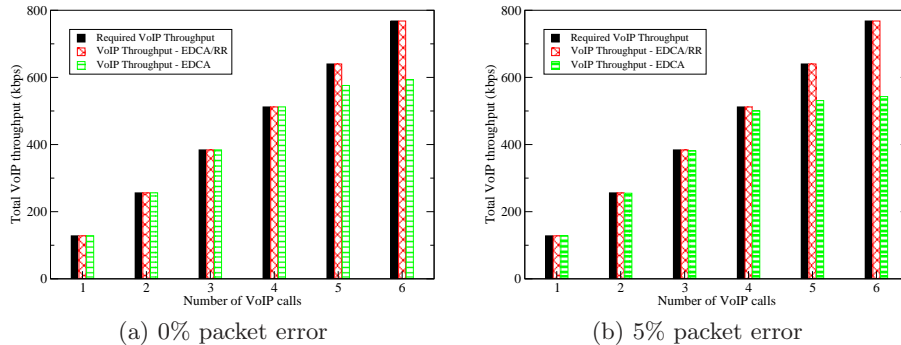 800
600
400
200
0
Total VoIP throughput (kbps)
Required VoIP Throughput
VoIP Throughput - EDCA/RR
VoIP Throughput - EDCA
1 2 3 4 5 6
Number of VoIP calls
(a) 0% packet error
800
600
400
200
0
Total VoIP throughput (kbps)
Required VoIP Throughput
VoIP Throughput - EDCA/RR
VoIP Throughput - EDCA
1 2 3 4 5 6
Number of VoIP calls
(b) 5% packet error